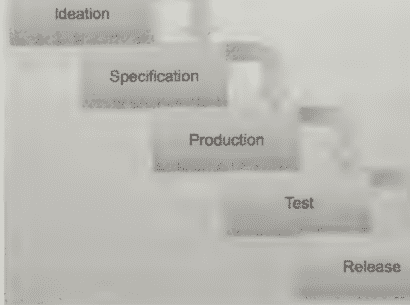 Ideation
Specification
Production
Test
Release